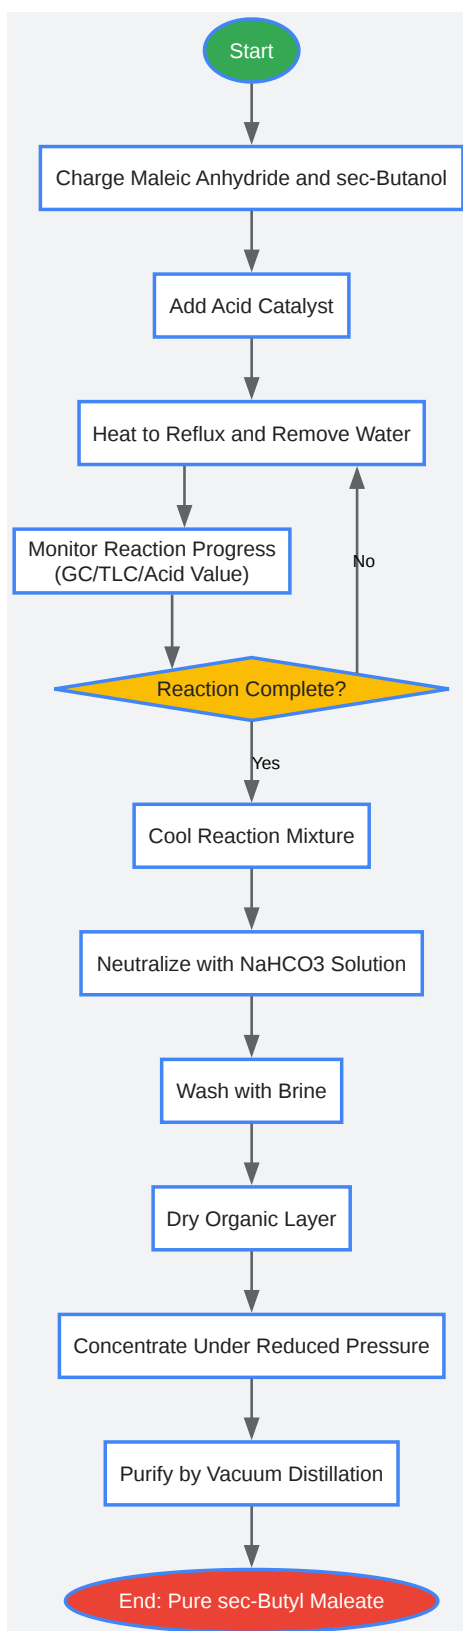 Start
Charge Maleic Anhydride and sec-Butanol
Add Acid Catalyst
Heat to Reflux and Remove Water
Monitor Reaction Progress
(GC/TLC/Acid Value)
No
Reaction Complete?
Yes
Cool Reaction Mixture
Neutralize with NaHCO3 Solution
Wash with Brine
Dry Organic Layer
Concentrate Under Reduced Pressure
Purify by Vacuum Distillation
End: Pure sec-Butyl Maleate